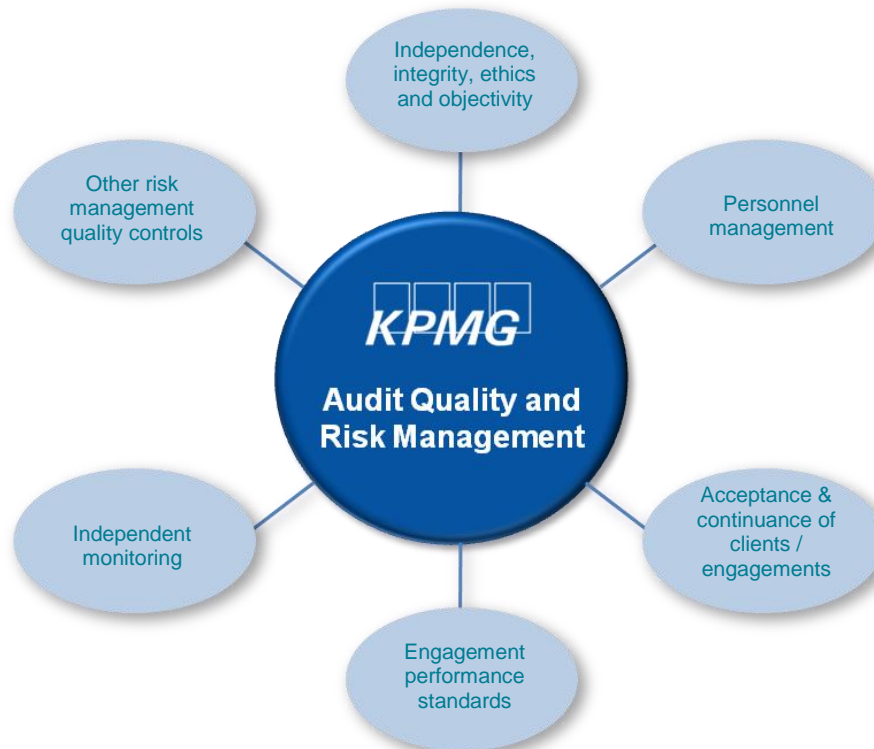 Independence,
integrity, ethics
and objectivity
Other risk
management
quality controls
Personnel
management
KPMG
Audit Quality and
Risk Management
Independent
monitoring
Acceptance &
continuance of
clients /
engagements
Engagement
performance
standards